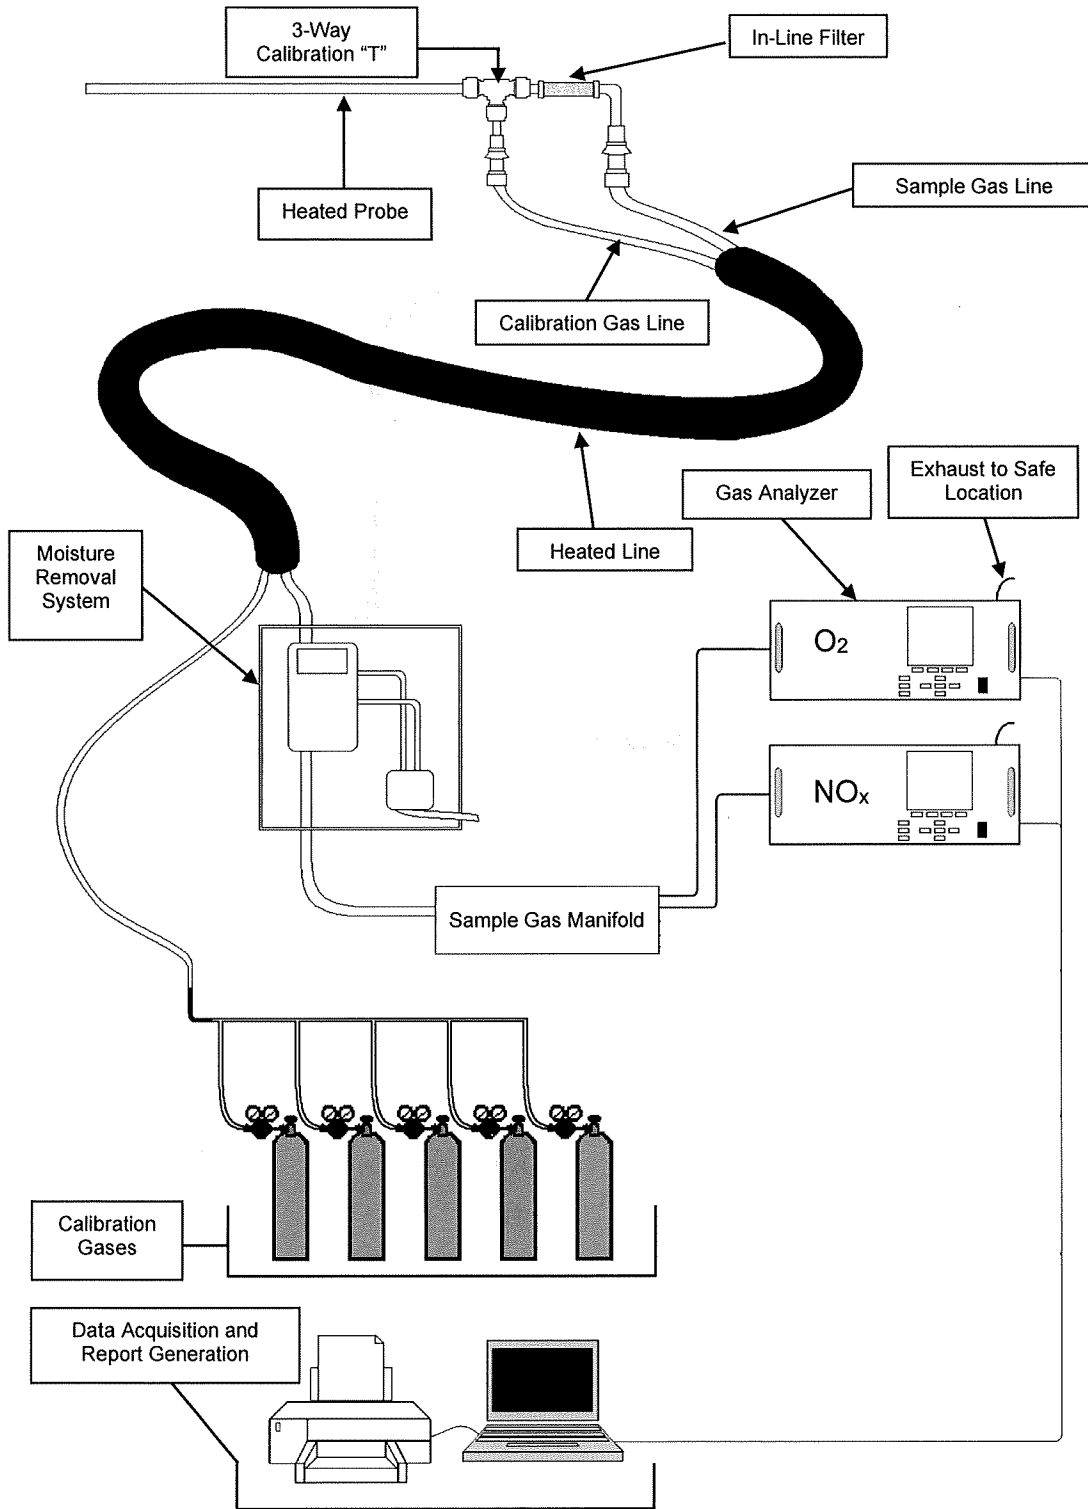 3-Way
Calibration “T”
In-Line Filter
Heated Probe
Sample Gas Line
Calibration Gas Line
Heated Line
Gas Analyzer
Exhaust to Safe
Location
Moisture
Removal
System
O2
NOx
Sample Gas Manifold
Calibration
Gases
Data Acquisition and
Report Generation